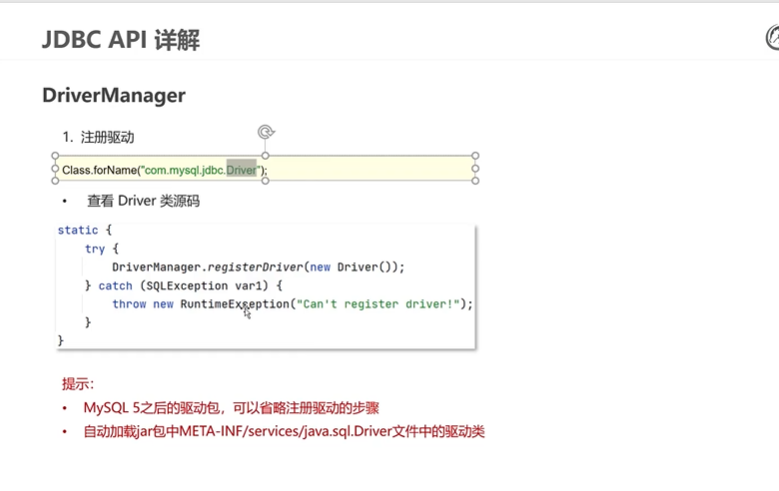 JDBC API 详解
DriverManager
1. 注册驱动
Class.forName("com.mysql.jdbc.Driver");
• 查看 Driver 类源码
static {
try {
DriverManager.registerDriver(new Driver());
} catch (SQLException var1) {
throw new RuntimeException("Can't register driver!");
}
}
提示：
• MySQL 5之后的驱动包，可以省略注册驱动的步骤
• 自动加载jar包中META-INF/services/java.sql.Driver文件中的驱动类